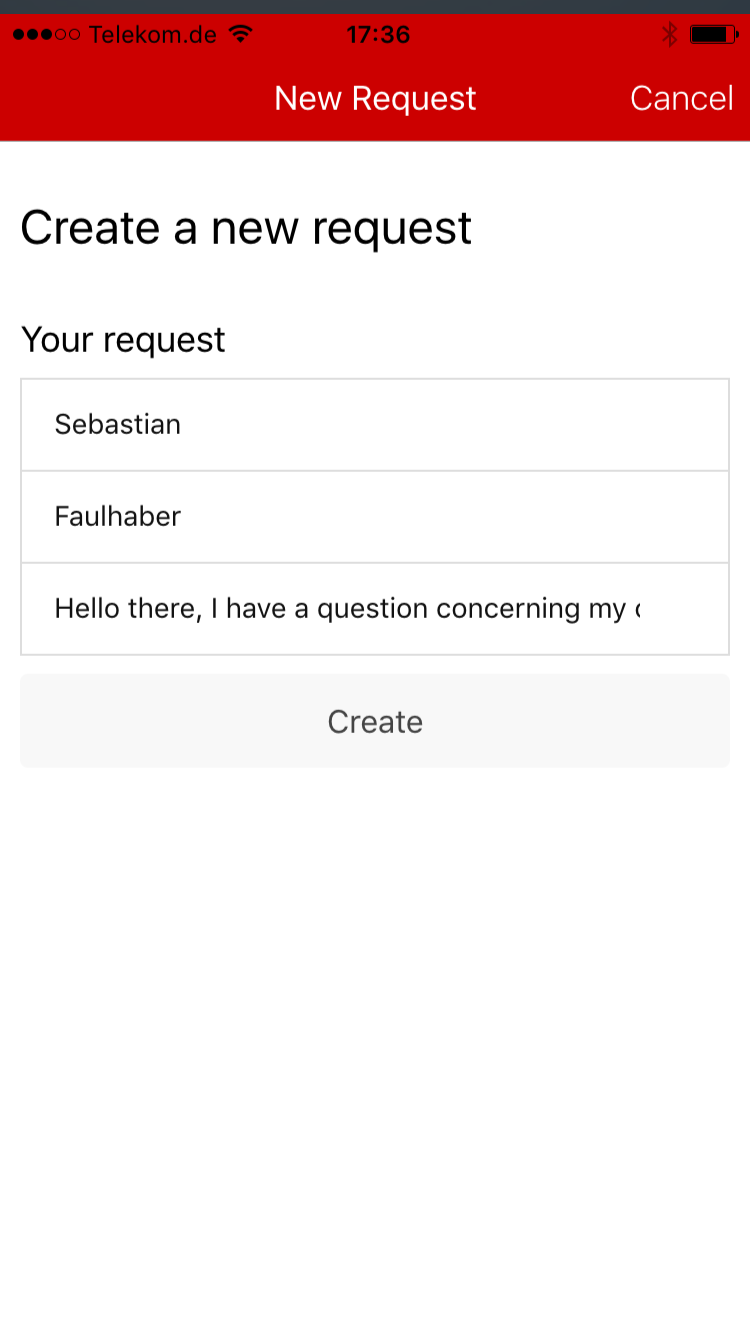 Telekom.de 17:36
New Request Cancel
Create a new request
Your request
Sebastian
Faulhaber
Hello there, I have a question concerning my
Create